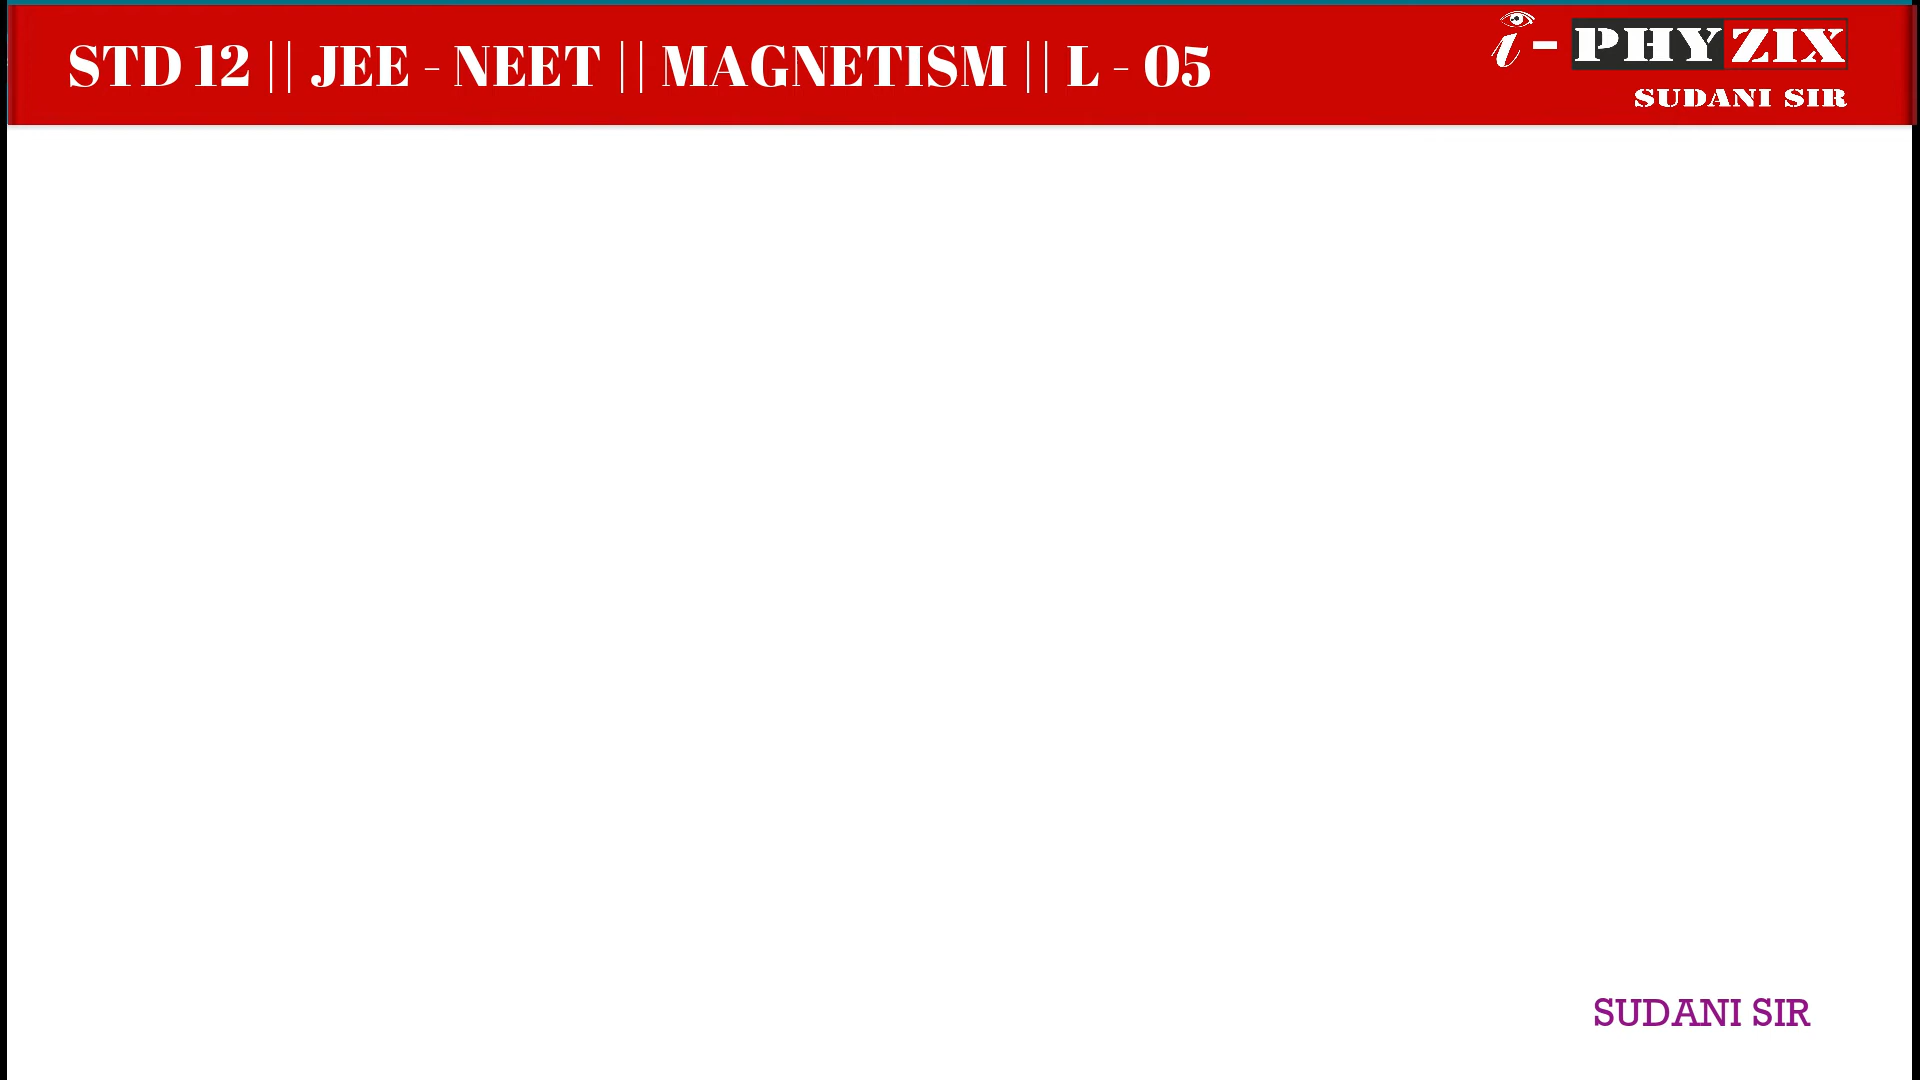 STD 12 || JEE - NEET || MAGNETISM || L - 05
i - PHYZIX
SUDANI SIR
SUDANI SIR